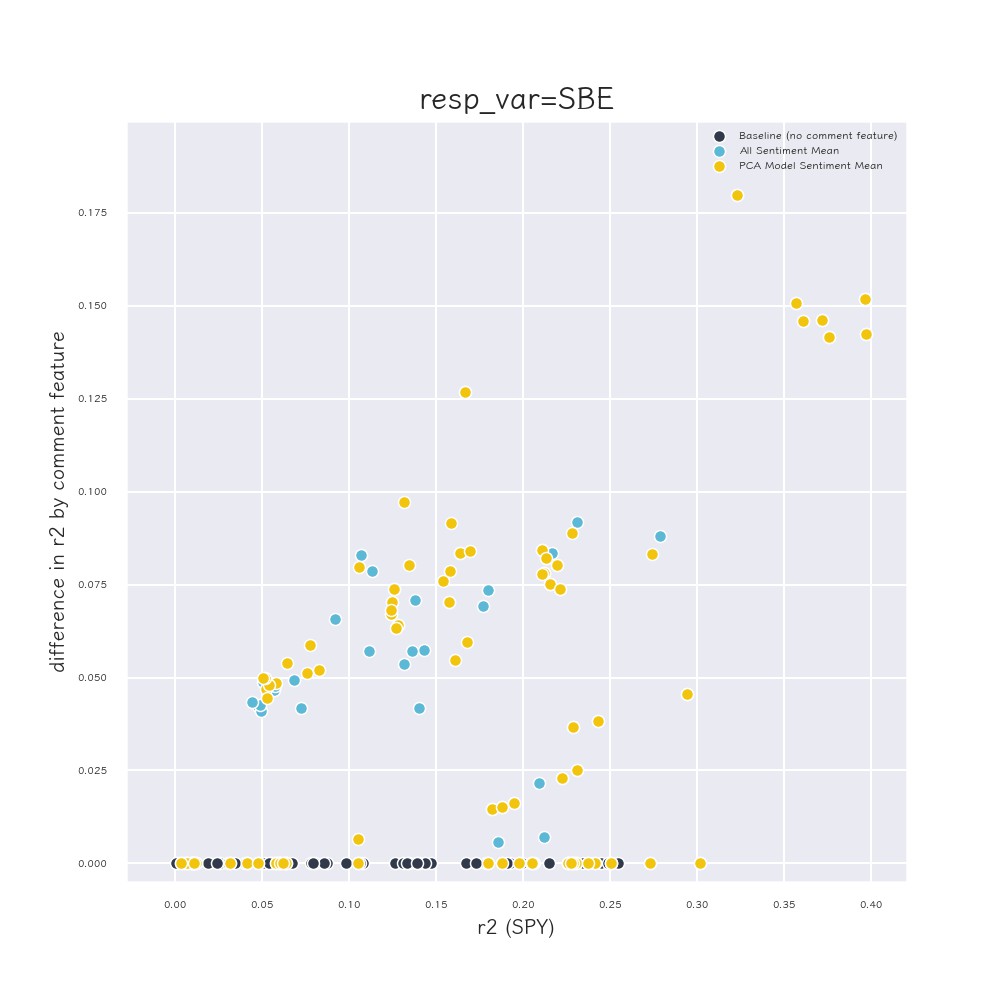 resp_var=SBE
Baseline (no comment feature)
All Sentiment Mean
PCA Model Sentiment Mean
difference in r2 by comment feature
0.175
0.150
0.125
0.100
0.075
0.050
0.025
0.000
0.00 0.05 0.10 0.15 0.20 0.25 0.30 0.35 0.40
r2 (SPY)